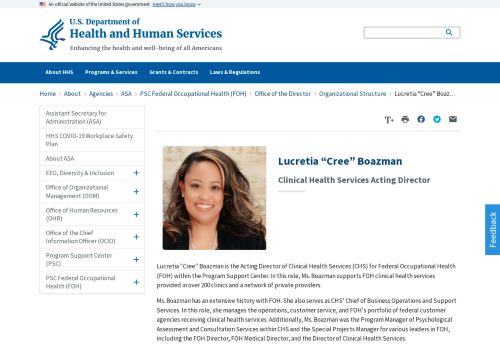 An official website of the United States government Here's how you know
U.S. Department of
Health and Human Services
Enhancing the health and well-being of all Americans
About HHS Programs & Services Grants & Contracts Laws & Regulations
Home > About > Agencies > ASA > PSC Federal Occupational Health (FOH) > Office of the Director > Organizational Structure > Lucretia “Cree” Boaz...
Assistant Secretary for
Administration (ASA)
HHS COVID-19 Workplace Safety
Plan
About ASA
EEO, Diversity & Inclusion +
Office of Organizational
Management (OOM) +
Office of Human Resources
(OHR) +
Office of the Chief
Information Officer (OCIO) +
Program Support Center
(PSC) +
PSC Federal Occupational
Health (FOH) +
T+
Lucretia “Cree” Boazman
Clinical Health Services Acting Director
Lucretia "Cree" Boazman is the Acting Director of Clinical Health Services (CHS) for Federal Occupational Health
(FOH) within the Program Support Center. In this role, Ms. Boazman supports FOH clinical health services
provided in over 200 clinics and a network of private providers.
Ms. Boazman has an extensive history with FOH. She also serves as CHS' Chief of Business Operations and Support
Services. In this role, she manages the operations, customer service, and FOH's portfolio of federal customer
agencies receiving clinical health services. Additionally, Ms. Boazman was the Program Manager of Psychological
Assessment and Consultation Services within CHS and the Special Projects Manager for various leaders in FOH,
including the FOH Director, FOH Medical Director, and the Director of Clinical Health Services.
Feedback